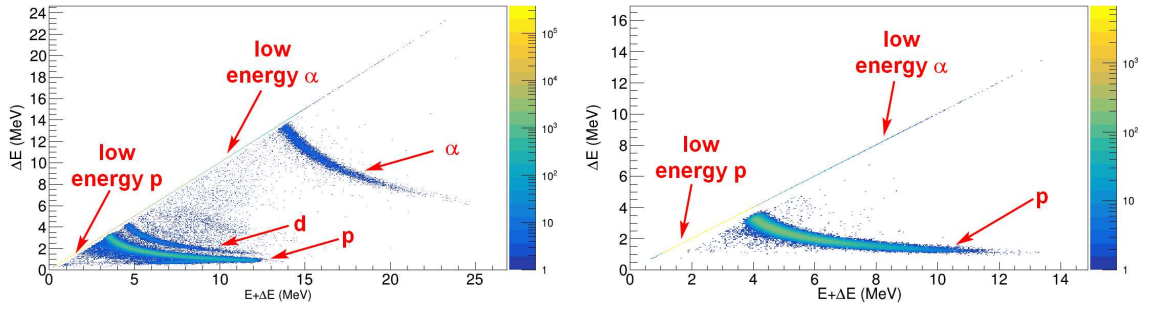 24
22
20
18
16
14
12
10
8
6
4
2
0
ΔE (MeV)
0 5 10 15 20 25
E+ΔE (MeV)
low
energy α
low
energy p
α
d
p
10⁵
10⁴
10³
10²
10
1
16
14
12
10
8
6
4
2
0
ΔE (MeV)
0 2 4 6 8 10 12 14
E+ΔE (MeV)
low
energy α
low
energy p
p
10³
10²
10
1